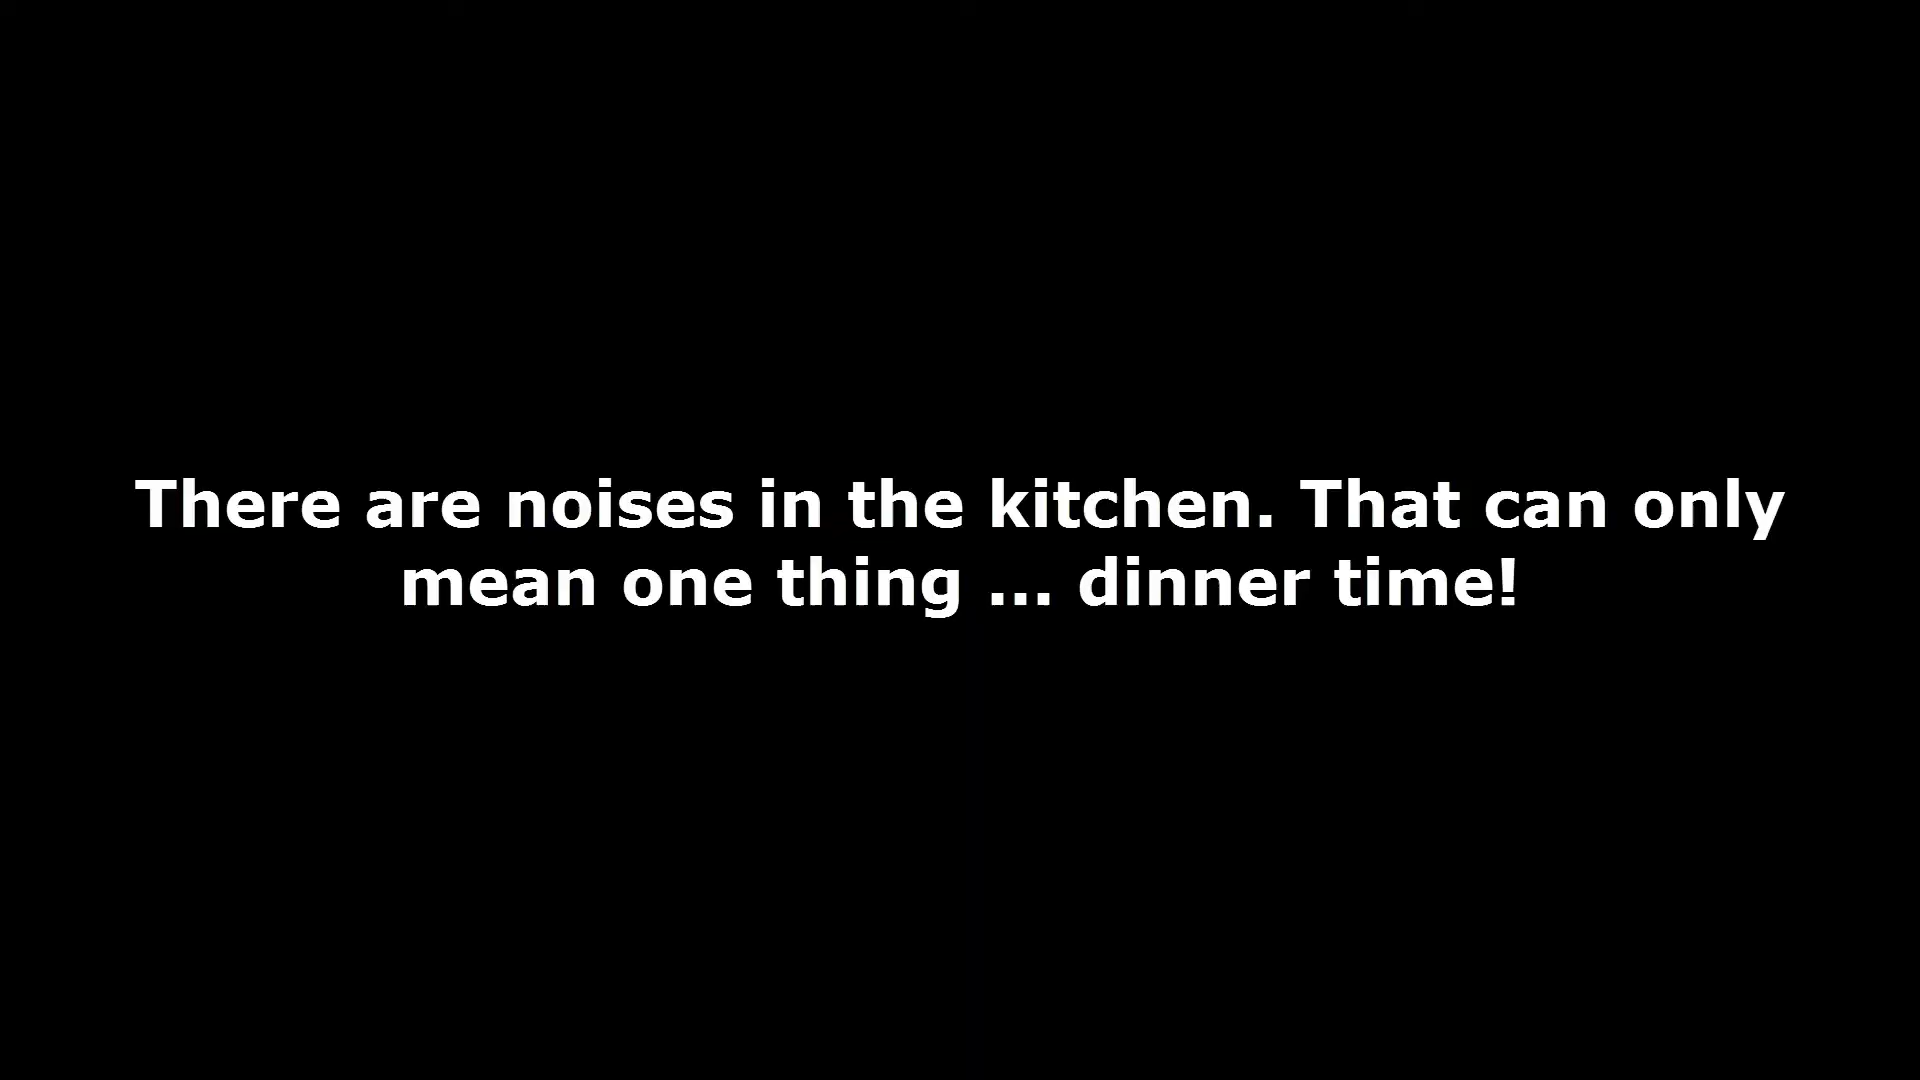 There are noises in the kitchen. That can only
mean one thing ... dinner time!